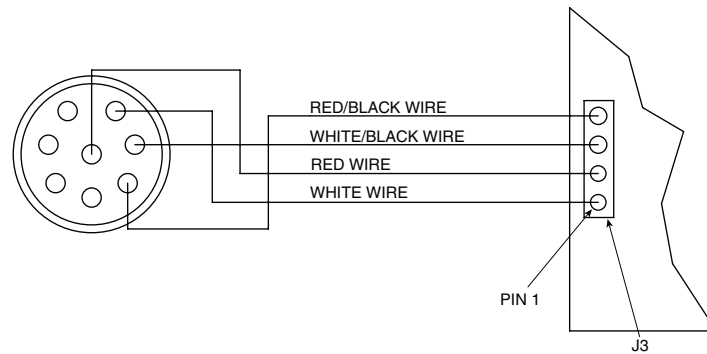 RED/BLACK WIRE
WHITE/BLACK WIRE
RED WIRE
WHITE WIRE
PIN 1
J3